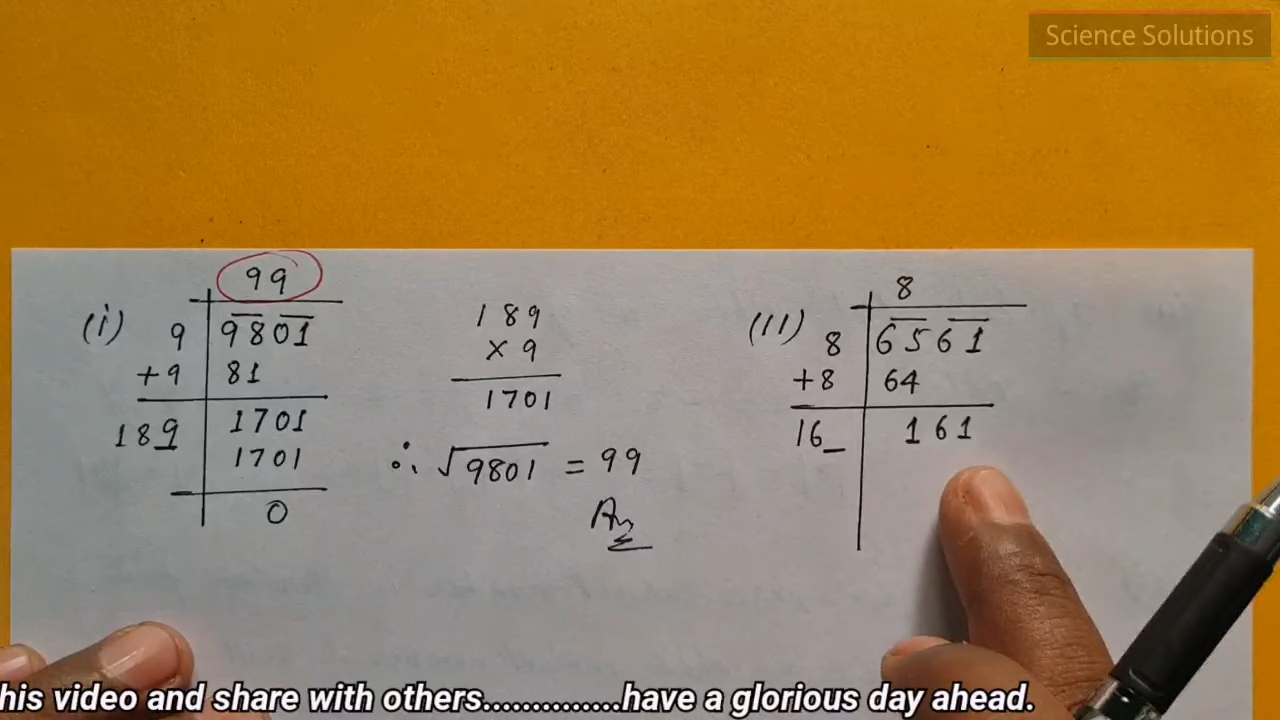 Science Solutions
99
(i) 9 9801
+9 81
189 1701
1701
0
189
× 9
1701
∴ √9801 = 99
Ans
8
(II) 8 6561
+8 64
16_ 161
his video and share with others..............have a glorious day ahead.